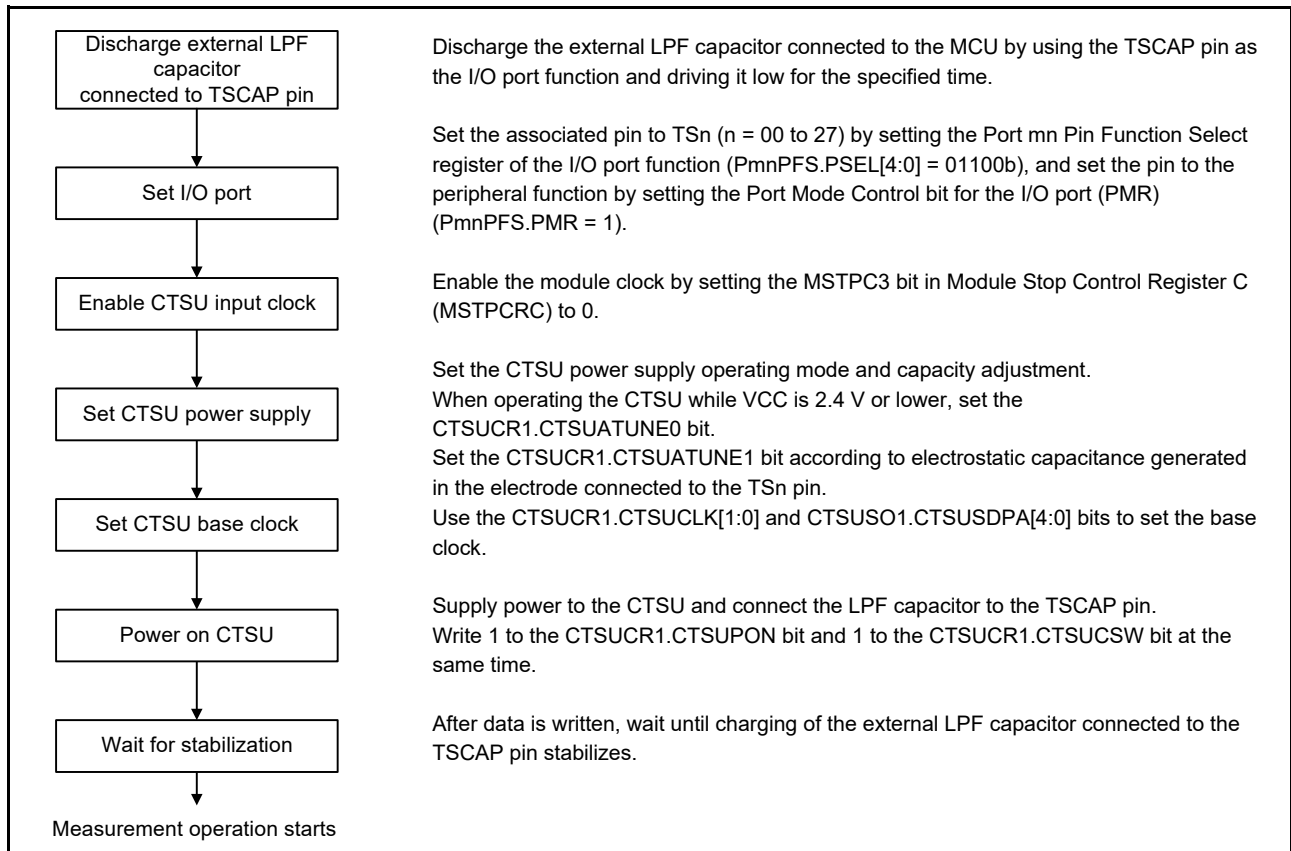 Discharge external LPF
capacitor
connected to TSCAP pin
Discharge the external LPF capacitor connected to the MCU by using the TSCAP pin as
the I/O port function and driving it low for the specified time.
Set I/O port
Set the associated pin to TSn (n = 00 to 27) by setting the Port mn Pin Function Select
register of the I/O port function (PmnPFS.PSEL[4:0] = 01100b), and set the pin to the
peripheral function by setting the Port Mode Control bit for the I/O port (PMR)
(PmnPFS.PMR = 1).
Enable CTSU input clock
Enable the module clock by setting the MSTPC3 bit in Module Stop Control Register C
(MSTPCRC) to 0.
Set CTSU power supply
Set the CTSU power supply operating mode and capacity adjustment.
When operating the CTSU while VCC is 2.4 V or lower, set the
CTSUCR1.CTSUATUNE0 bit.
Set the CTSUCR1.CTSUATUNE1 bit according to electrostatic capacitance generated
in the electrode connected to the TSn pin.
Set CTSU base clock
Use the CTSUCR1.CTSUCLK[1:0] and CTSUSO1.CTSUSDPA[4:0] bits to set the base
clock.
Power on CTSU
Supply power to the CTSU and connect the LPF capacitor to the TSCAP pin.
Write 1 to the CTSUCR1.CTSUPON bit and 1 to the CTSUCR1.CTSUCSW bit at the
same time.
Wait for stabilization
After data is written, wait until charging of the external LPF capacitor connected to the
TSCAP pin stabilizes.
Measurement operation starts